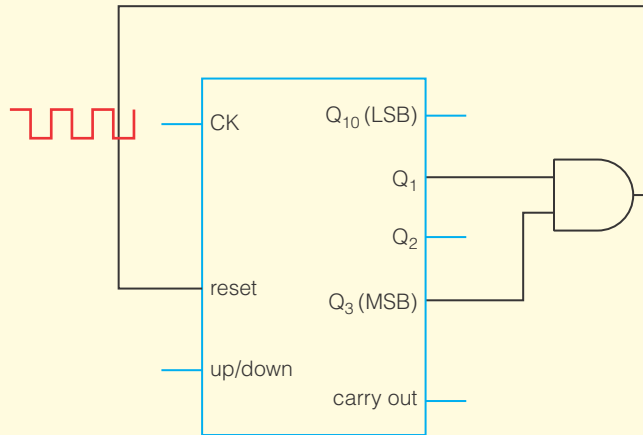 CK
Q10 (LSB)
Q1
Q2
reset
Q3 (MSB)
up/down
carry out